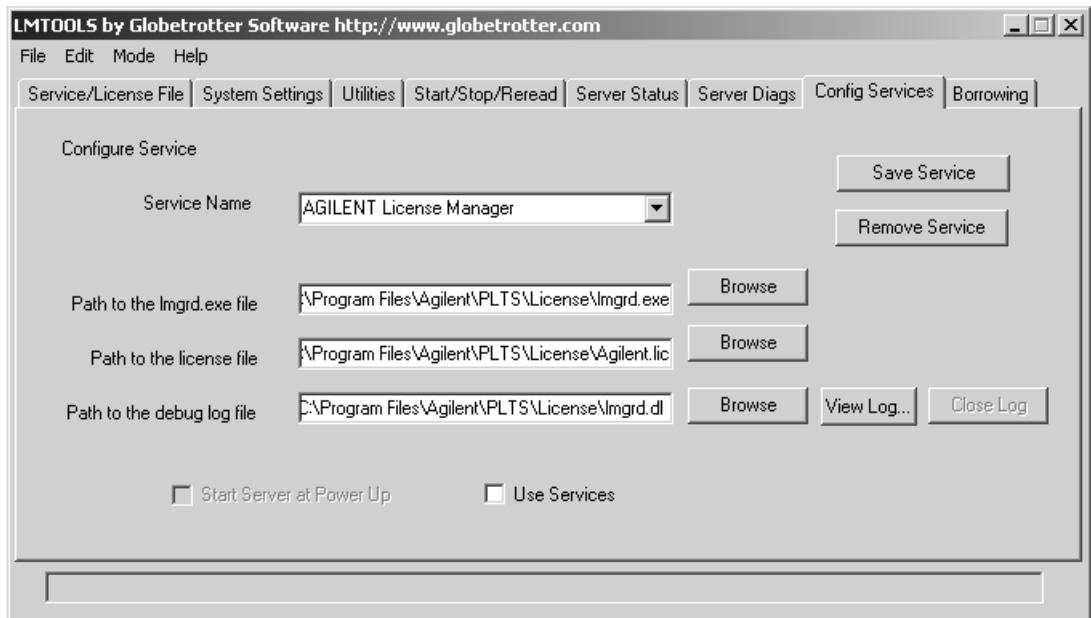 LMTOOLS by Globetrotter Software http://www.globetrotter.com
File Edit Mode Help
Service/License File System Settings Utilities Start/Stop/Reread Server Status Server Diags Config Services Borrowing
Configure Service
Save Service
Service Name AGILENT License Manager
Remove Service
Path to the lmgrd.exe file :\Program Files\Agilent\PLTS\License\lmgrd.exe Browse
Path to the license file :\Program Files\Agilent\PLTS\License\Agilent.lic Browse
Path to the debug log file C:\Program Files\Agilent\PLTS\License\lmgrd.dl Browse View Log... Close Log
Start Server at Power Up Use Services